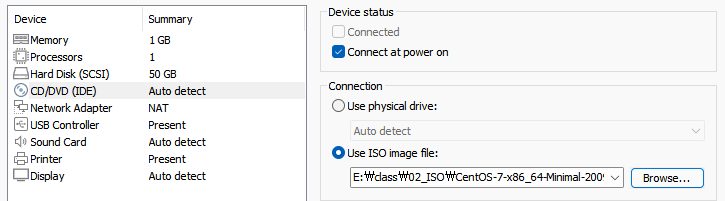 Device Summary
Memory 1 GB
Processors 1
Hard Disk (SCSI) 50 GB
CD/DVD (IDE) Auto detect
Network Adapter NAT
USB Controller Present
Sound Card Auto detect
Printer Present
Display Auto detect
Device status
Connected
Connect at power on
Connection
Use physical drive:
Auto detect
Use ISO image file:
E:₩class₩02_ISO₩CentOS-7-x86_64-Minimal-2009
Browse...